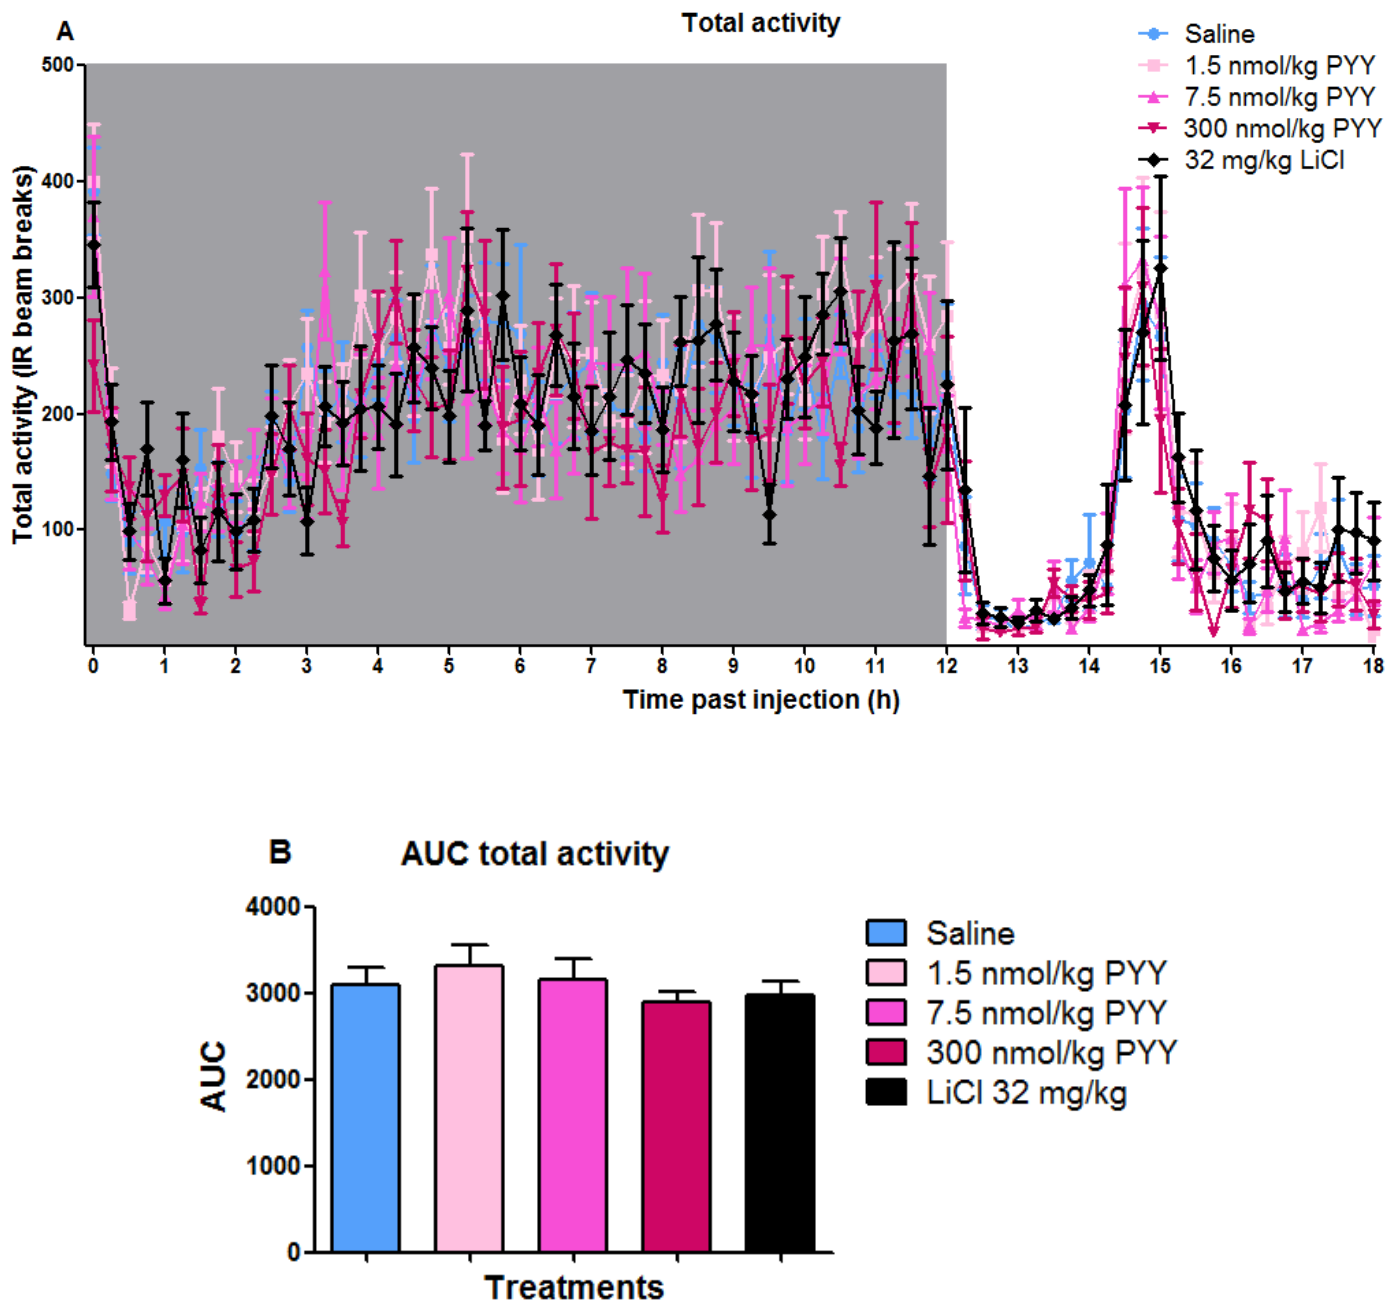 A
Total activity
Saline
1.5 nmol/kg PYY
7.5 nmol/kg PYY
300 nmol/kg PYY
32 mg/kg LiCl
Total activity (IR beam breaks)
500
400
300
200
100
0 1 2 3 4 5 6 7 8 9 10 11 12 13 14 15 16 17 18
Time past injection (h)
B
AUC total activity
AUC
4000
3000
2000
1000
0
Treatments
Saline
1.5 nmol/kg PYY
7.5 nmol/kg PYY
300 nmol/kg PYY
LiCl 32 mg/kg